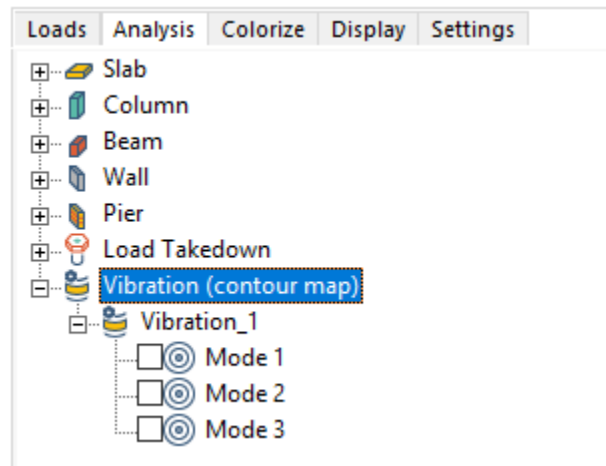 Loads Analysis Colorize Display Settings
Slab
Column
Beam
Wall
Pier
Load Takedown
Vibration (contour map)
Vibration_1
Mode 1
Mode 2
Mode 3